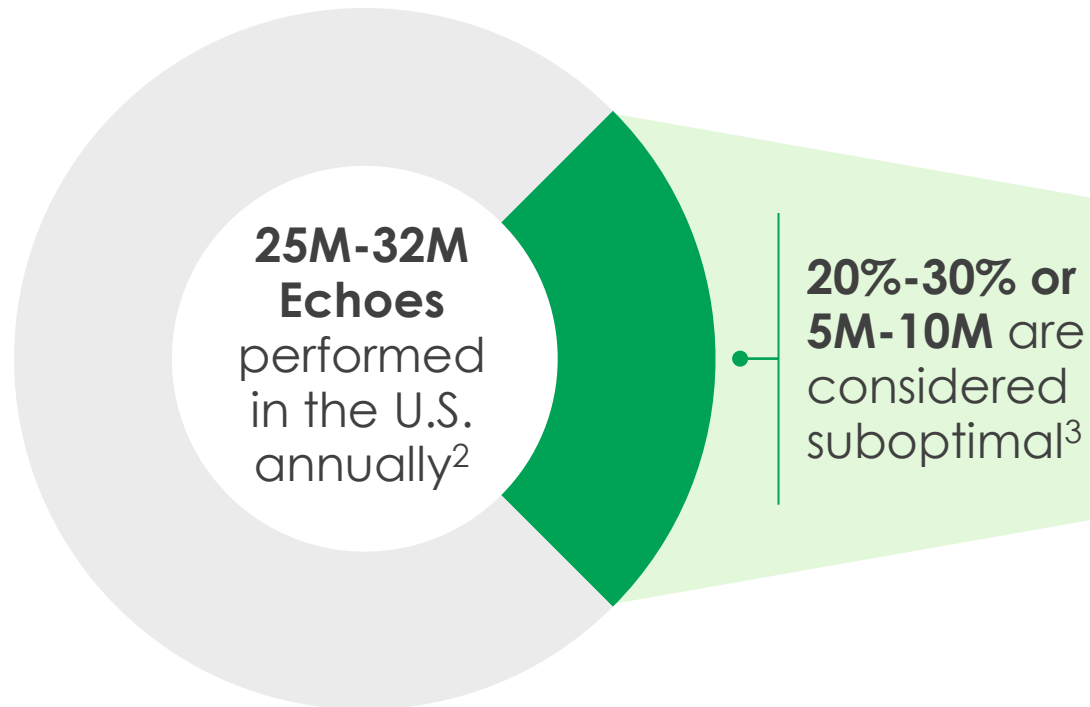 25M-32M
Echoes
performed
in the U.S.
annually²
20%-30% or
5M-10M are
considered
suboptimal³